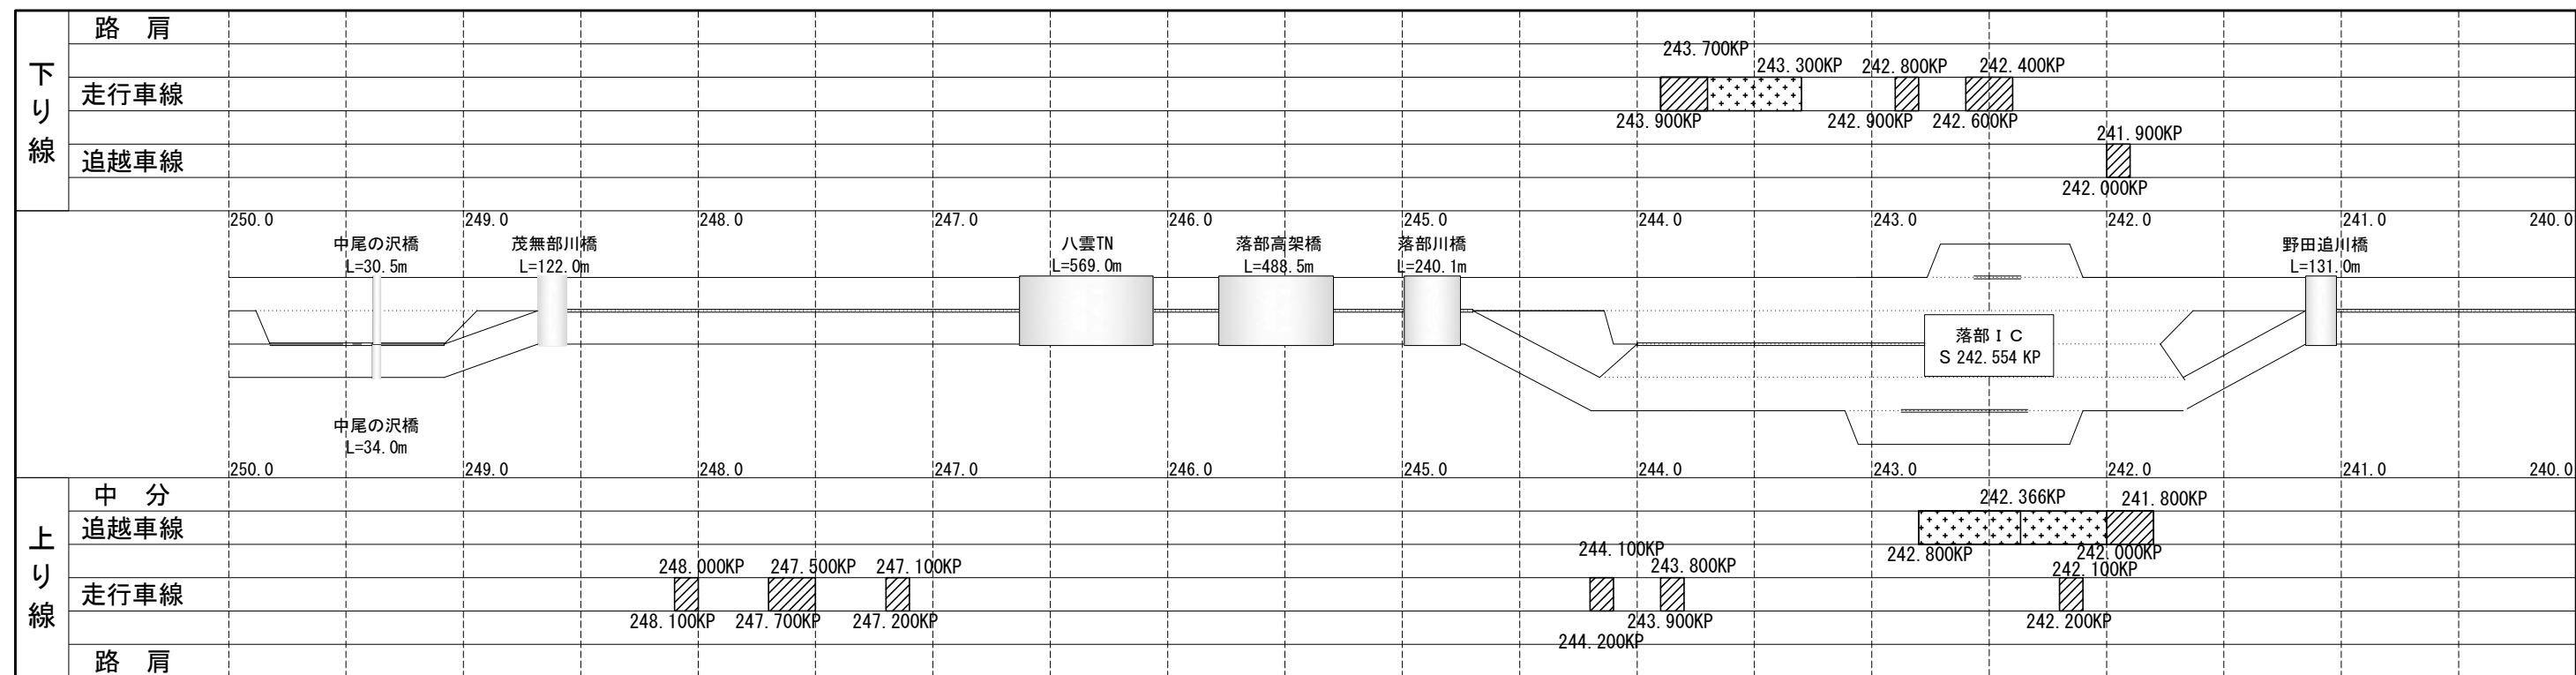 下り線
路　肩
243.700KP
243.300KP 242.800KP 242.400KP
走行車線
243.900KP 242.900KP 242.600KP
241.900KP
追越車線
242.000KP
250.0 249.0 248.0 247.0 246.0 245.0 244.0 243.0 242.0 241.0 240.0
中尾の沢橋 茂無部川橋 八雲TN 落部高架橋 落部川橋 野田追川橋
L=30.5m L=122.0m L=569.0m L=488.5m L=240.1m L=131.0m
落部ＩＣ
S 242.554 KP
中尾の沢橋
L=34.0m
250.0 249.0 248.0 247.0 246.0 245.0 244.0 243.0 242.0 241.0 240.0
上り線
中　分
242.366KP 241.800KP
追越車線
242.800KP 242.000KP
244.100KP
248.000KP 247.500KP 247.100KP 243.800KP 242.100KP
走行車線
248.100KP 247.700KP 247.200KP 243.900KP 242.200KP
244.200KP
路　肩